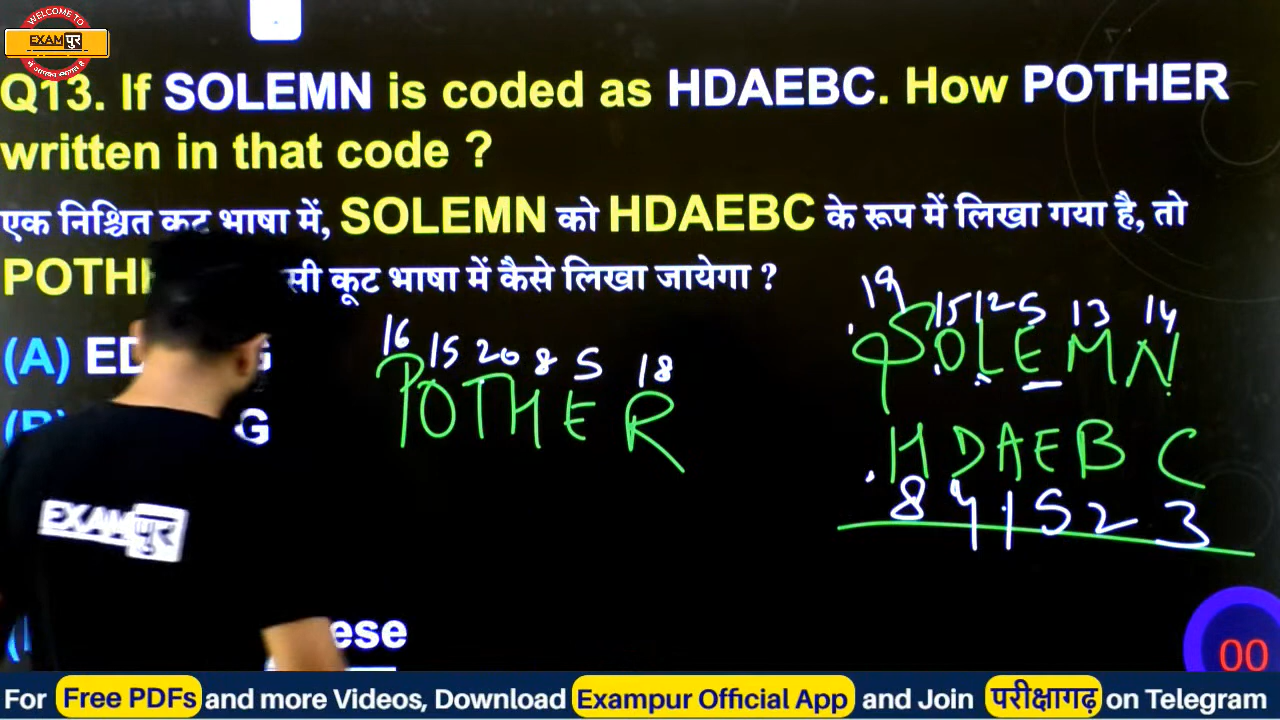 WELCOME TO
EXAMपुर
Q13. If SOLEMN is coded as HDAEBC. How POTHER
written in that code ?
एक निश्चित कूट भाषा में, SOLEMN को HDAEBC के रूप में लिखा गया है, तो
POTHE सी कूट भाषा में कैसे लिखा जायेगा ?
19 15 12 5 13 14
SOLEMN
16 15 20 8 5 18
POTHER
(A) ED G
G
HDAEBC
8 4 1 5 2 3
EXAMपुर
ese
00
For Free PDFs and more Videos, Download Exampur Official App and Join परीक्षागढ़ on Telegram